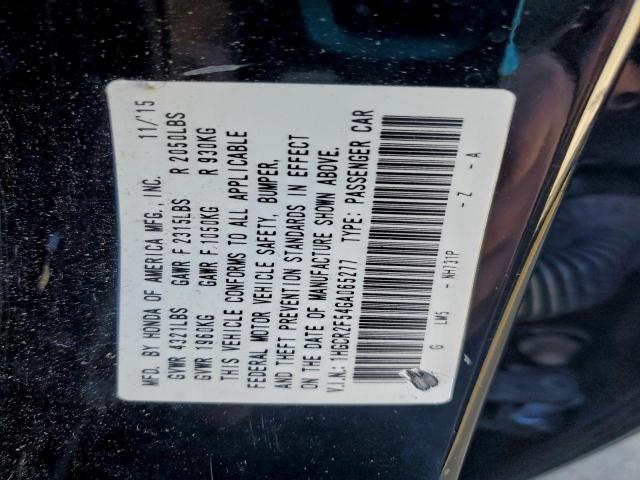 MFD. BY HONDA OF AMERICA MFG., INC. 11/'15
GVWR 4321LBS GAWR F 2315LBS R 2050LBS
GVWR 1960KG GAWR F 1050KG R 930KG
THIS VEHICLE CONFORMS TO ALL APPLICABLE
FEDERAL MOTOR VEHICLE SAFETY, BUMPER,
AND THEFT PREVENTION STANDARDS IN EFFECT
ON THE DATE OF MANUFACTURE SHOWN ABOVE.
V.I.N.: 1HGCR2F54GA065277 TYPE: PASSENGER CAR
G LM5 - NH731P - Z - A